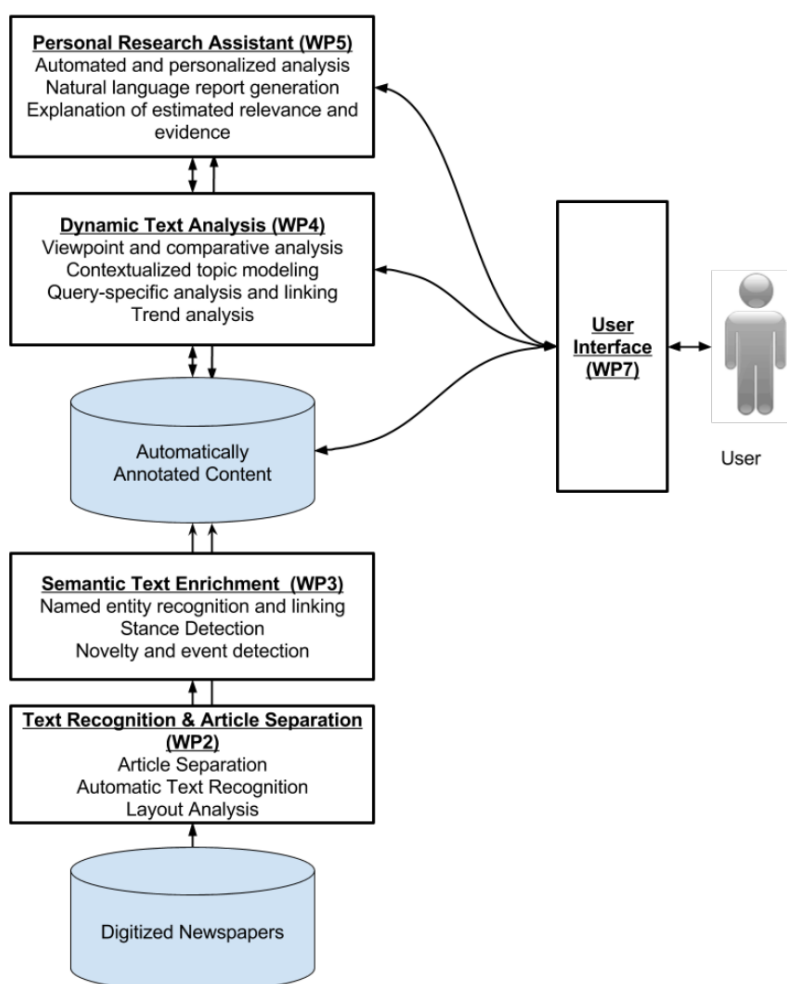 Personal Research Assistant (WP5)
Automated and personalized analysis
Natural language report generation
Explanation of estimated relevance and
evidence
Dynamic Text Analysis (WP4)
Viewpoint and comparative analysis
Contextualized topic modeling
Query-specific analysis and linking
Trend analysis
User
Interface
(WP7)
User
Automatically
Annotated Content
Semantic Text Enrichment (WP3)
Named entity recognition and linking
Stance Detection
Novelty and event detection
Text Recognition & Article Separation
(WP2)
Article Separation
Automatic Text Recognition
Layout Analysis
Digitized Newspapers